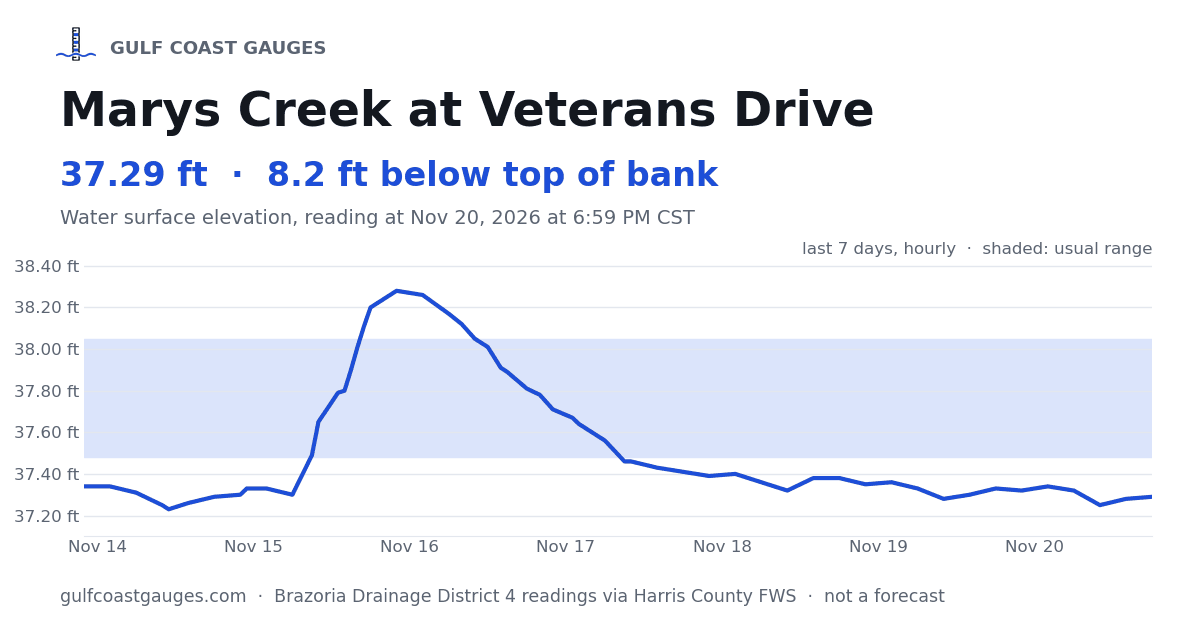 GULF COAST GAUGES
Marys Creek at Veterans Drive
37.29 ft · 8.2 ft below top of bank
Water surface elevation, reading at Nov 20, 2026 at 6:59 PM CST
last 7 days, hourly · shaded: usual range
38.40 ft
38.20 ft
38.00 ft
37.80 ft
37.60 ft
37.40 ft
37.20 ft
Nov 14 Nov 15 Nov 16 Nov 17 Nov 18 Nov 19 Nov 20
gulfcoastgauges.com · Brazoria Drainage District 4 readings via Harris County FWS · not a forecast